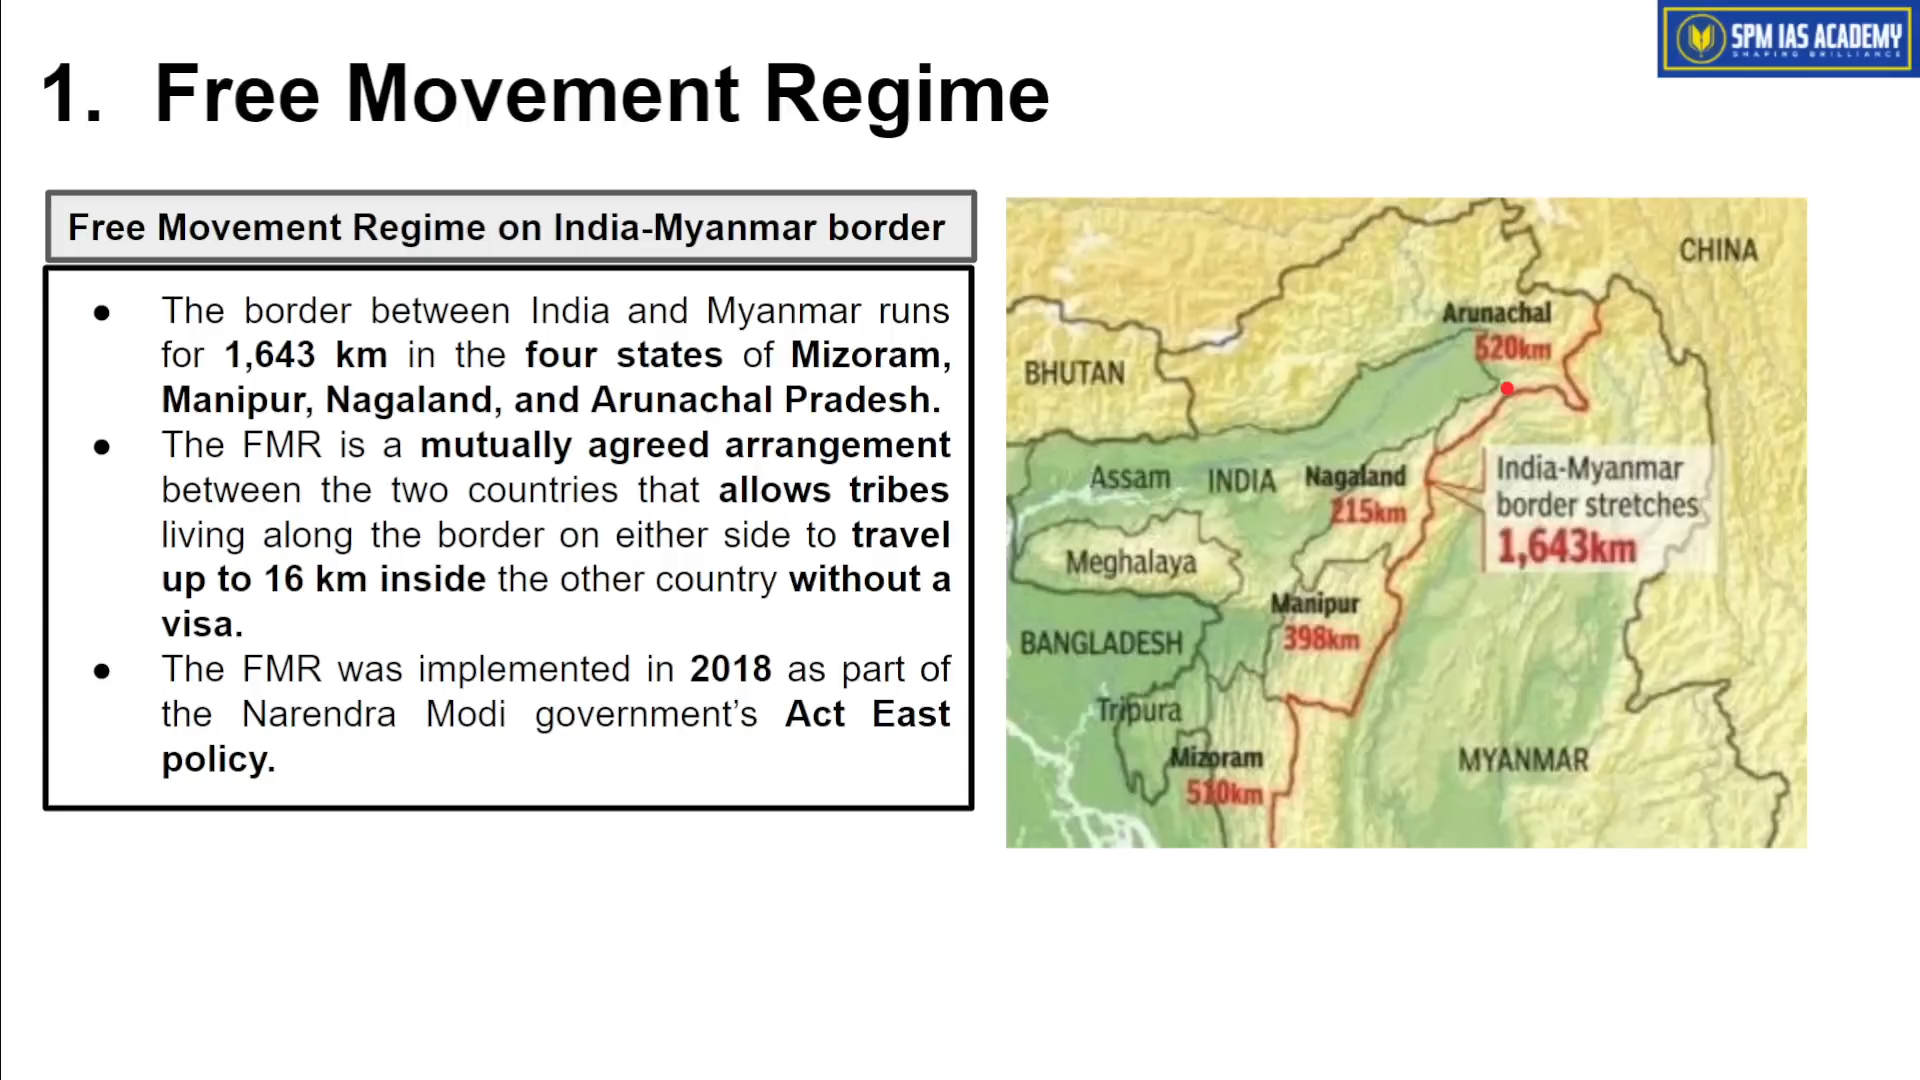 SPM IAS ACADEMY
SHAPING BRILLIANCE
1. Free Movement Regime
Free Movement Regime on India-Myanmar border
● The border between India and Myanmar runs
for 1,643 km in the four states of Mizoram,
Manipur, Nagaland, and Arunachal Pradesh.
● The FMR is a mutually agreed arrangement
between the two countries that allows tribes
living along the border on either side to travel
up to 16 km inside the other country without a
visa.
● The FMR was implemented in 2018 as part of
the Narendra Modi government’s Act East
policy.
CHINA
Arunachal
520km
BHUTAN
Assam
INDIA
Nagaland
215km
India-Myanmar
border stretches
1,643km
Meghalaya
Manipur
398km
BANGLADESH
Tripura
Mizoram
510km
MYANMAR